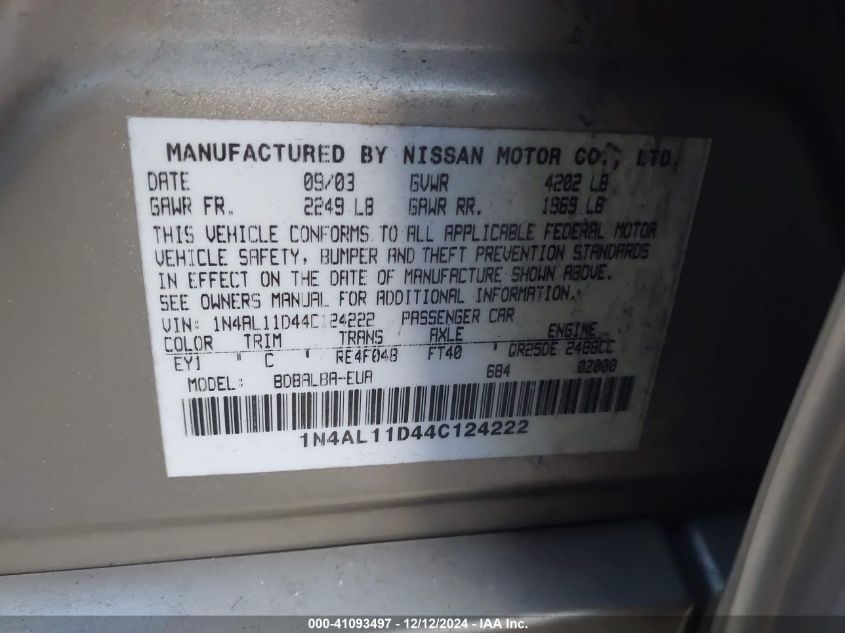 MANUFACTURED BY NISSAN MOTOR CO., LTD.
DATE 09/03 GVWR 4202 LB
GAWR FR. 2249 LB GAWR RR. 1969 LB
THIS VEHICLE CONFORMS TO ALL APPLICABLE FEDERAL MOTOR
VEHICLE SAFETY, BUMPER AND THEFT PREVENTION STANDARDS
IN EFFECT ON THE DATE OF MANUFACTURE SHOWN ABOVE.
SEE OWNERS MANUAL FOR ADDITIONAL INFORMATION.
VIN: 1N4AL11D44C124222 PASSENGER CAR
COLOR TRIM TRANS AXLE ENGINE
EY1 C RE4F04B FT40 QR25DE 2488CC
MODEL: BDBALBA-EUA 684 0Z000
1N4AL11D44C124222
000-41093497 - 12/12/2024 - IAA Inc.